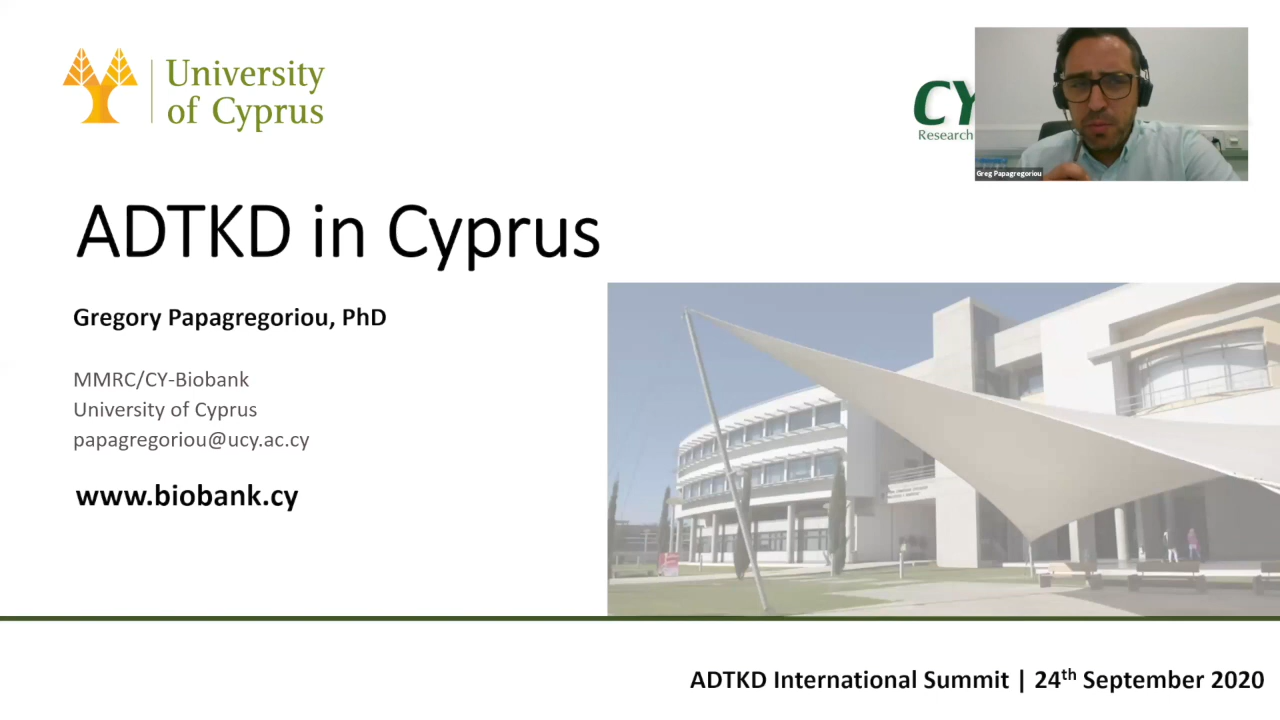 University
of Cyprus
CY
Research
Greg Papagregoriou
ADTKD in Cyprus
Gregory Papagregoriou, PhD
MMRC/CY-Biobank
University of Cyprus
papagregoriou@ucy.ac.cy
www.biobank.cy
ADTKD International Summit | 24th September 2020